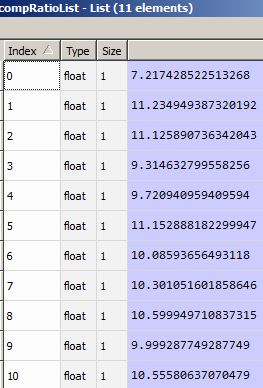 compRatioList - List (11 elements)
Index Type Size
0 float 1 7.217428522513268
1 float 1 11.234949387320192
2 float 1 11.125890736342043
3 float 1 9.314632799558256
4 float 1 9.720940959409594
5 float 1 11.152888182299947
6 float 1 10.08593656493118
7 float 1 10.301051601858646
8 float 1 10.599949710837315
9 float 1 9.999287749287749
10 float 1 10.55580637070479